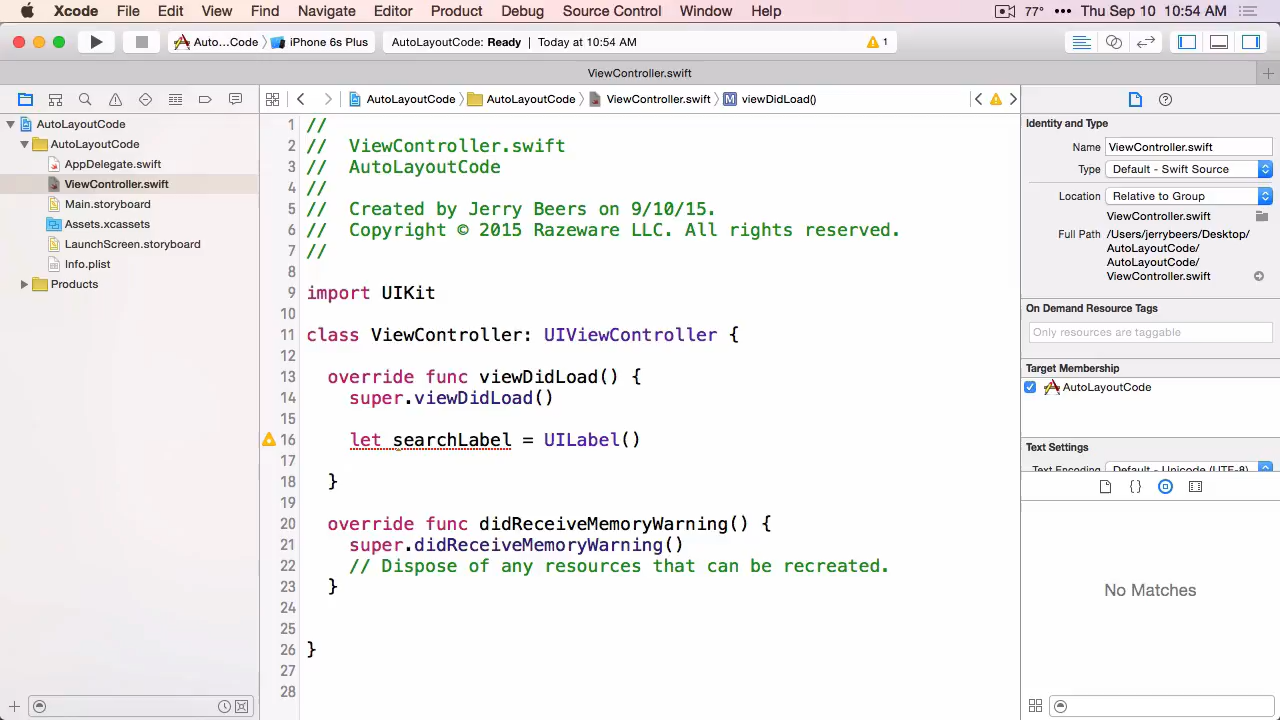 Xcode File Edit View Find Navigate Editor Product Debug Source Control Window Help 77° ••• Thu Sep 10 10:54 AM
Auto...Code iPhone 6s Plus AutoLayoutCode: Ready Today at 10:54 AM 1
ViewController.swift
AutoLayoutCode AutoLayoutCode ViewController.swift M viewDidLoad()
AutoLayoutCode
AutoLayoutCode
AppDelegate.swift
ViewController.swift
Main.storyboard
Assets.xcassets
LaunchScreen.storyboard
Info.plist
Products
1 //
2 // ViewController.swift
3 // AutoLayoutCode
4 //
5 // Created by Jerry Beers on 9/10/15.
6 // Copyright © 2015 Razeware LLC. All rights reserved.
7 //
8
9 import UIKit
10
11 class ViewController: UIViewController {
12
13 override func viewDidLoad() {
14 super.viewDidLoad()
15
16 let searchLabel = UILabel()
17
18 }
19
20 override func didReceiveMemoryWarning() {
21 super.didReceiveMemoryWarning()
22 // Dispose of any resources that can be recreated.
23 }
24
25
26 }
27
28
Identity and Type
Name ViewController.swift
Type Default - Swift Source
Location Relative to Group
ViewController.swift
Full Path /Users/jerrybeers/Desktop/
AutoLayoutCode/
AutoLayoutCode/
ViewController.swift
On Demand Resource Tags
Only resources are taggable
Target Membership
AutoLayoutCode
Text Settings
Text Encoding Default - Unicode (UTF-8)
{}
No Matches